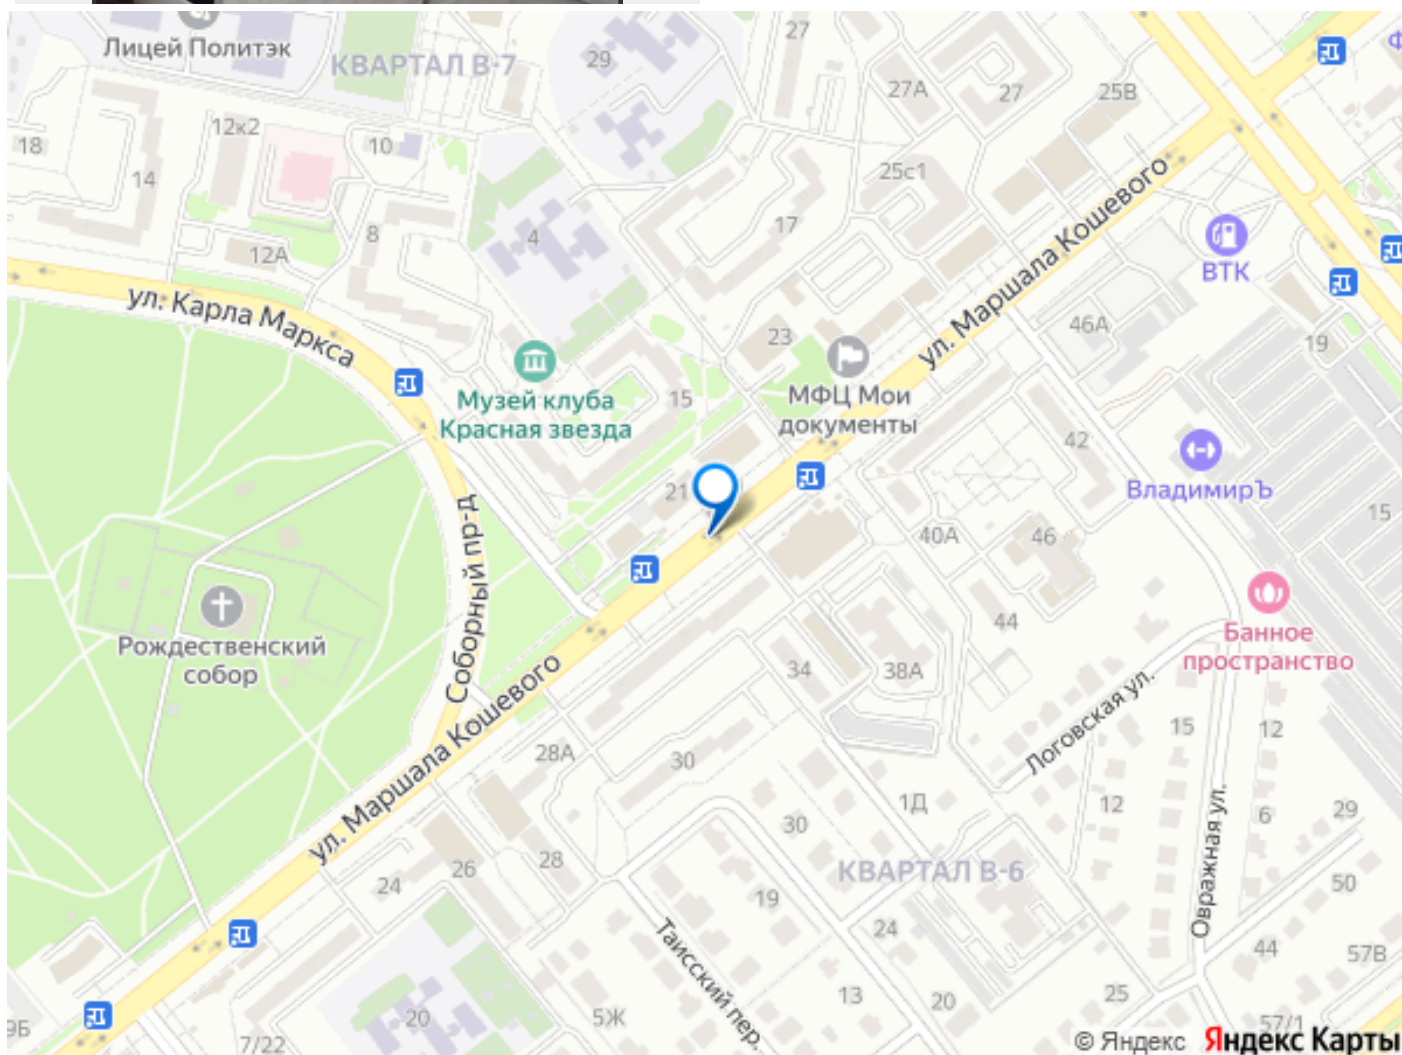 Лицей Политэк
КВАРТАЛ В-7
29
27
27А
27
25В
Ф
18
12к2
10
14
25с1
8
4
17
12А
ул. Маршала Кошевого
ВТК
ул. Карла Маркса
46А
19
23
МФЦ Мои
документы
Музей клуба
Красная звезда
15
42
ВладимирЪ
21
15
40А
46
Соборный пр-д
Рождественский
собор
44
Банное
пространство
34
38А
Логовская ул.
15
12
28А
30
ул. Маршала Кошевого
1Д
12
6
29
30
Овражная ул.
24
26
28
КВАРТАЛ В-6
50
19
24
44
57В
Таисский пер.
13
20
25
9Б
7/22
20
5Ж
57/1
© Яндекс Яндекс Карты